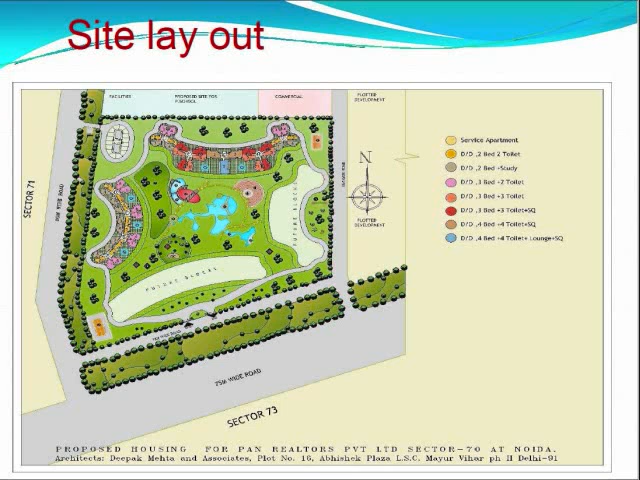 Site lay out
FACILITIES
PROPOSED SITE FOR
P.SCHOOL
COMMERCIAL
PLOTTED
DEVELOPMENT
SECTOR 71
N
PLOTTED
DEVELOPMENT
FUTURE BLOCKS
FUTURE BLOCKS
Service Apartment
D/D ,2 Bed 2 Toilet
D/D ,2 Bed +Study
D/D ,3 Bed +2 Toilet
D/D ,3 Bed +3 Toilet
D/D ,3 Bed +3 Toilet+SQ
D/D ,4 Bed +4 Toilet+SQ
D/D ,4 Bed +4 Toilet+ Lounge+SQ
75M WIDE ROAD
SECTOR 73
PROPOSED HOUSING FOR PAN REALTORS PVT LTD SECTOR-70 AT NOIDA.
Architects: Deepak Mehta and Associates, Plot No. 16, Abhishek Plaza L.S.C. Mayur Vihar ph II Delhi-91